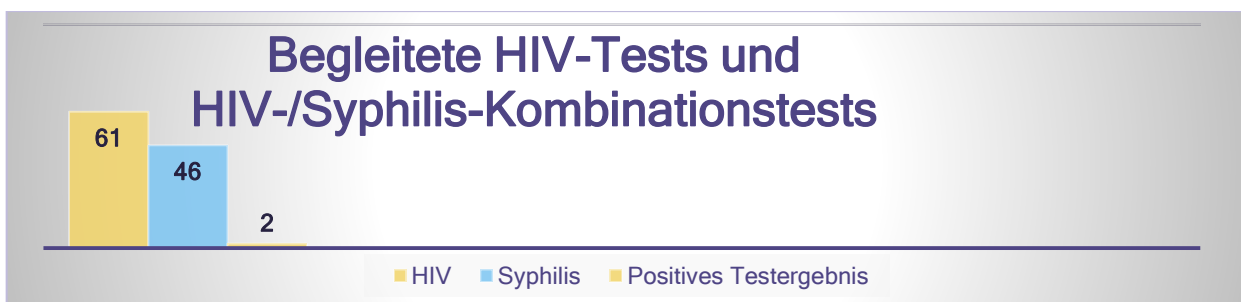 Begleitete HIV-Tests und
HIV-/Syphilis-Kombinationstests
61
46
2
HIV Syphilis Positives Testergebnis